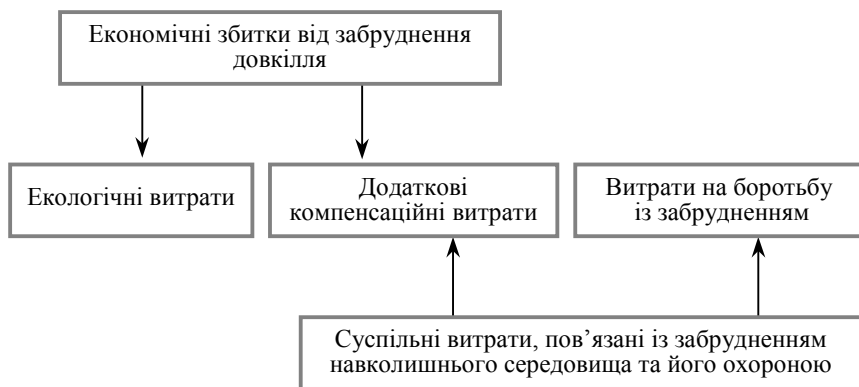 Економічні збитки від забруднення
довкілля
Екологічні витрати
Додаткові
компенсаційні витрати
Витрати на боротьбу
із забрудненням
Суспільні витрати, пов’язані із забрудненням
навколишнього середовища та його охороною